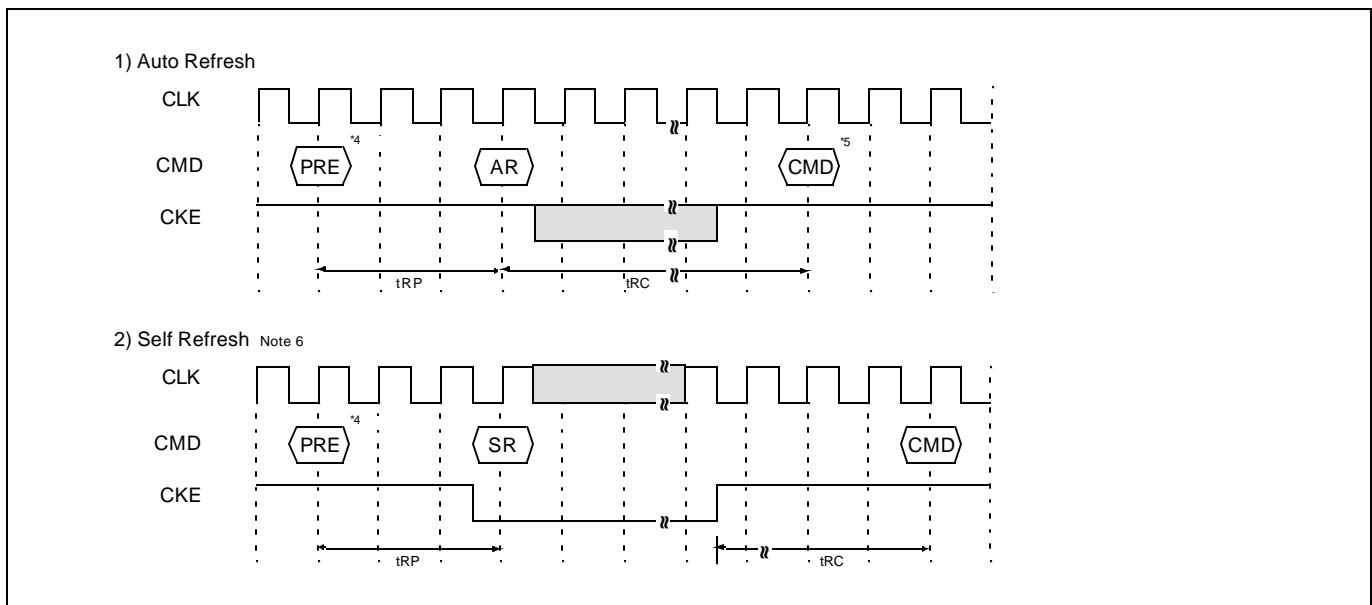 1) Auto Refresh
CLK
CMD
PRE
*4
AR
CMD
*5
CKE
tRP
tRC
2) Self Refresh Note 6
CLK
CMD
PRE
*4
SR
CMD
CKE
tRP
tRC